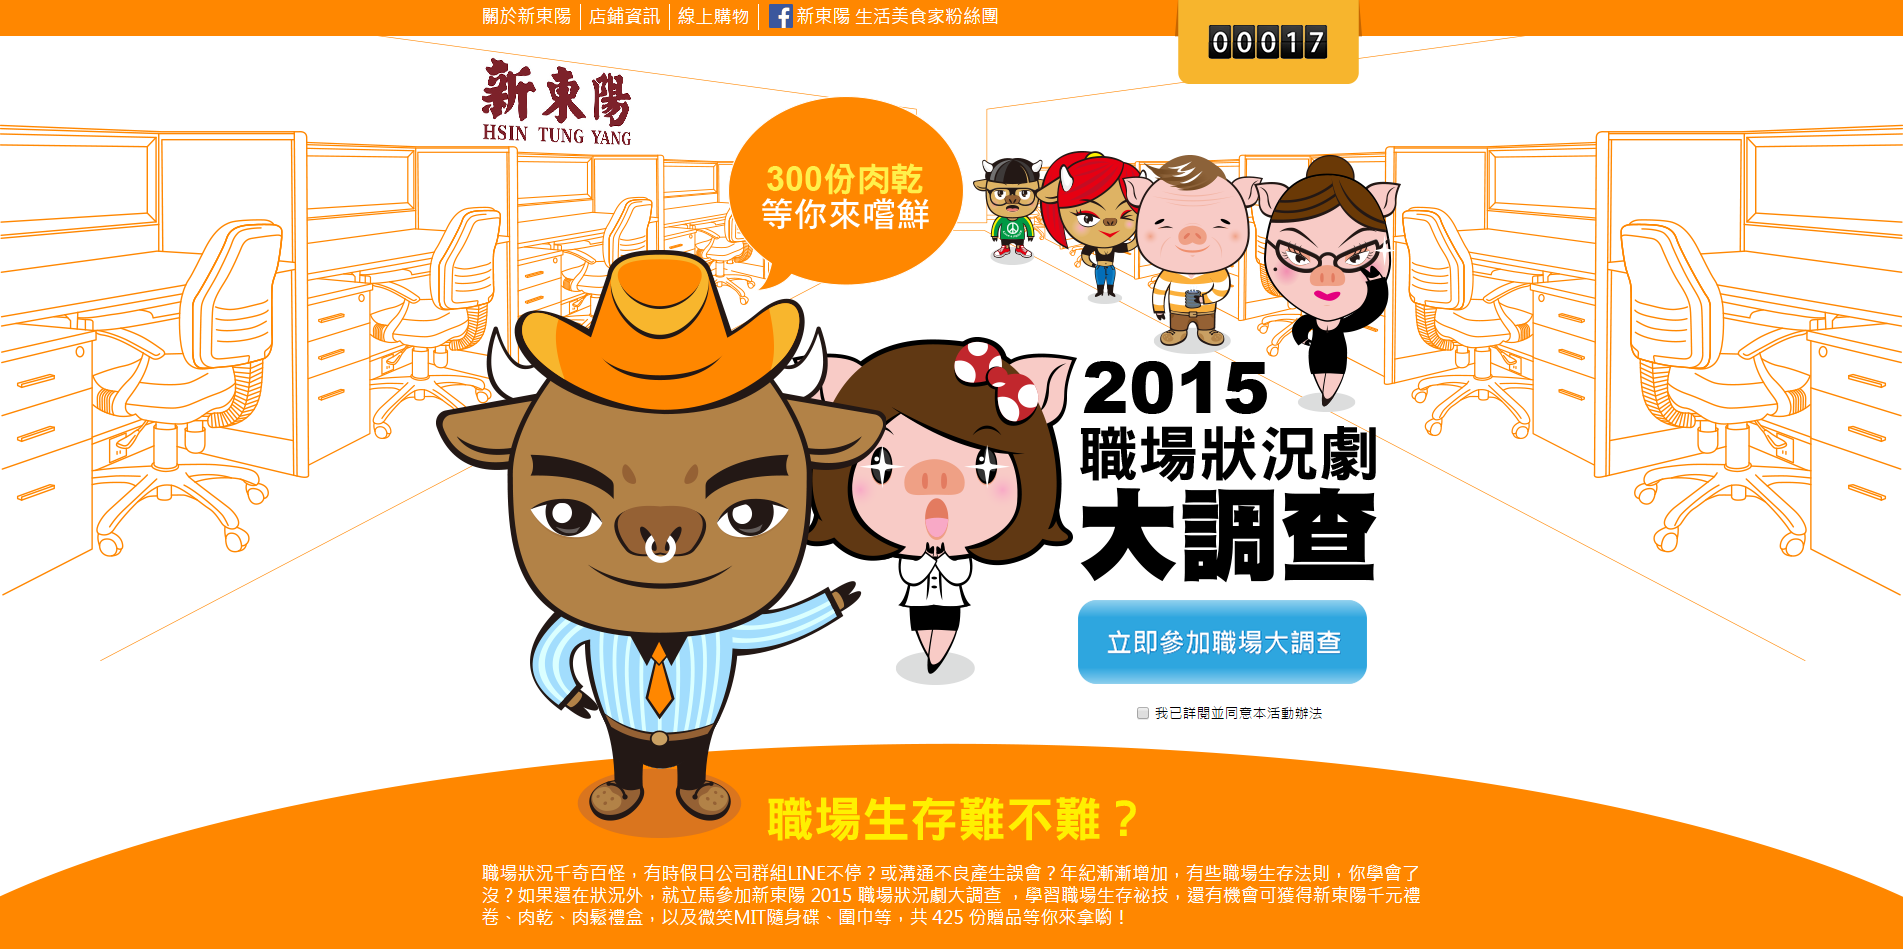 關於新東陽
店鋪資訊
線上購物
新東陽 生活美食家粉絲團
00017
新東陽
HSIN TUNG YANG
300份肉乾
等你來嚐鮮
2015
職場狀況劇
大調查
立即參加職場大調查
我已詳閱並同意本活動辦法
職場生存難不難？
職場狀況千奇百怪，有時假日公司群組LINE不停？或溝通不良產生誤會？年紀漸漸增加，有些職場生存法則，你學會了
沒？如果還在狀況外，就立馬參加新東陽 2015 職場狀況劇大調查 ，學習職場生存祕技，還有機會可獲得新東陽千元禮
卷、肉乾、肉鬆禮盒，以及微笑MIT隨身碟、圍巾等，共 425 份贈品等你來拿喲！